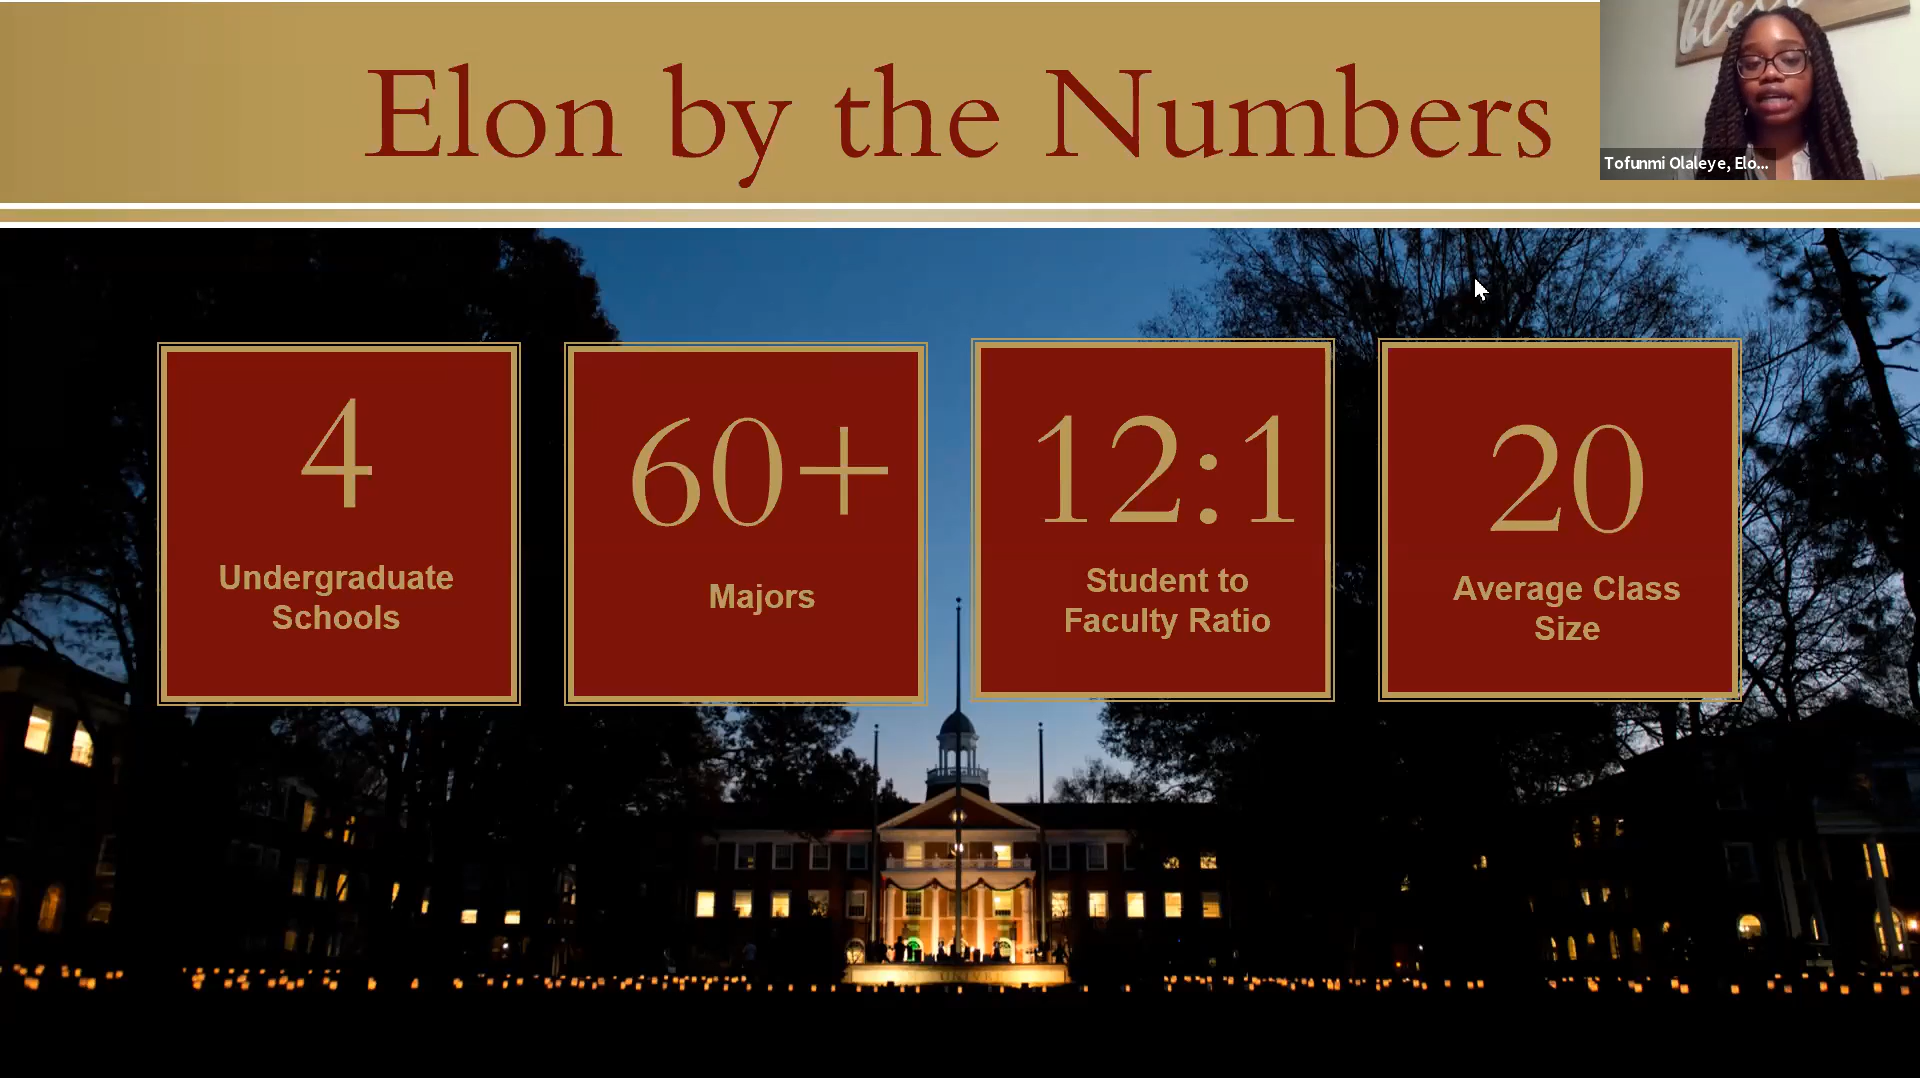 Elon by the Numbers
bless
Tofunmi Olaleye, Elo...
4
Undergraduate
Schools
60+
Majors
12:1
Student to
Faculty Ratio
20
Average Class
Size